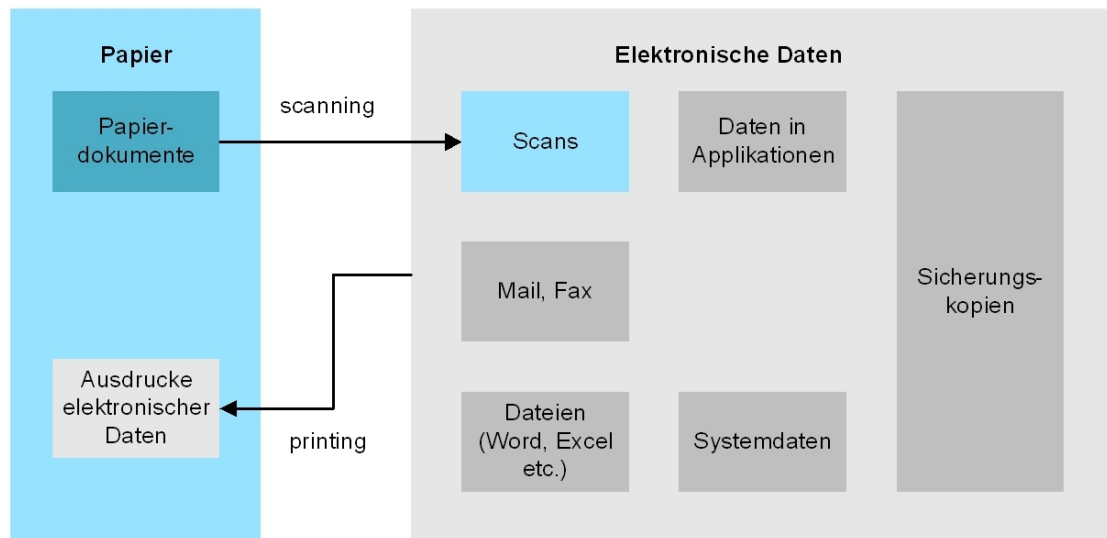 Papier
Papier-
dokumente
Ausdrucke
elektronischer
Daten
scanning
printing
Elektronische Daten
Scans
Daten in
Applikationen
Mail, Fax
Dateien
(Word, Excel
etc.)
Systemdaten
Sicherungs-
kopien